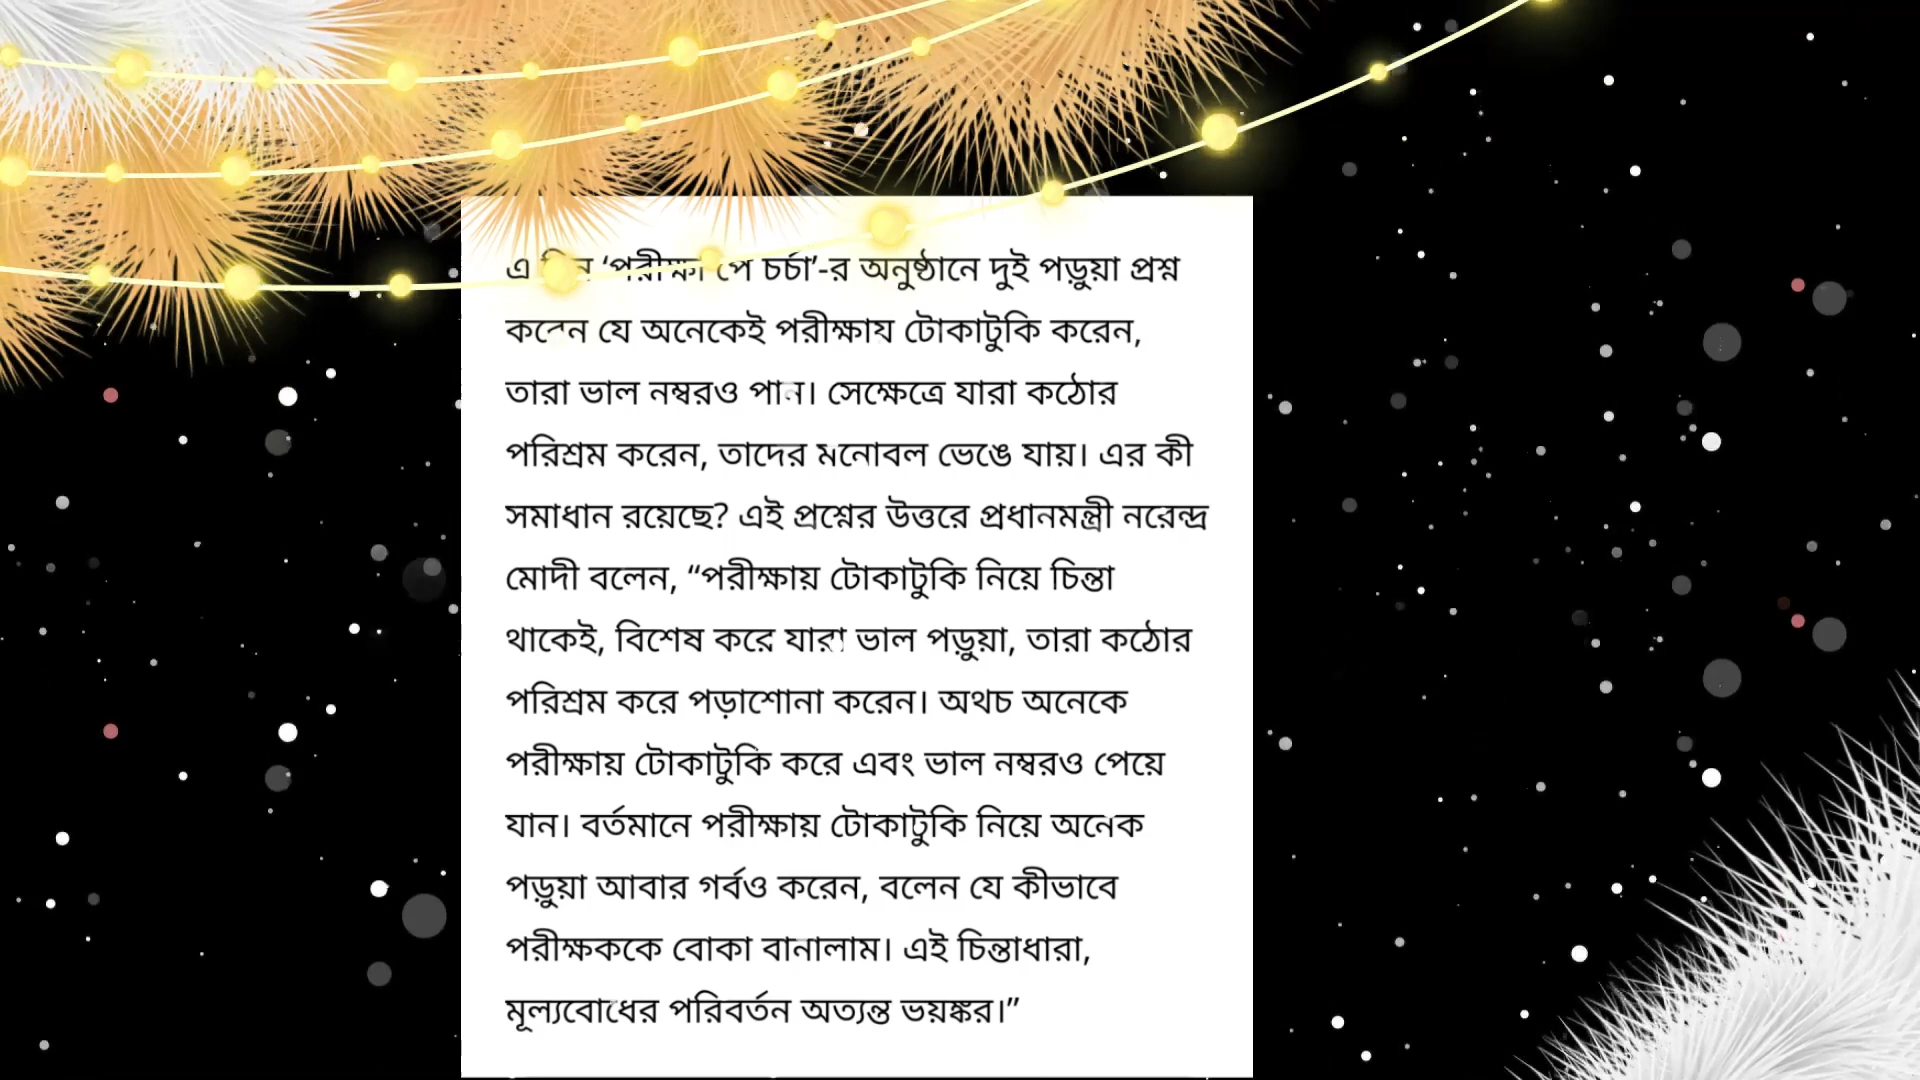 এ দিন ‘পরীক্ষা পে চর্চা’-র অনুষ্ঠানে দুই পড়ুয়া প্রশ্ন
করেন যে অনেকেই পরীক্ষায় টোকাটুকি করেন,
তারা ভাল নম্বরও পান। সেক্ষেত্রে যারা কঠোর
পরিশ্রম করেন, তাদের মনোবল ভেঙে যায়। এর কী
সমাধান রয়েছে? এই প্রশ্নের উত্তরে প্রধানমন্ত্রী নরেন্দ্র
মোদী বলেন, “পরীক্ষায় টোকাটুকি নিয়ে চিন্তা
থাকেই, বিশেষ করে যারা ভাল পড়ুয়া, তারা কঠোর
পরিশ্রম করে পড়াশোনা করেন। অথচ অনেকে
পরীক্ষায় টোকাটুকি করে এবং ভাল নম্বরও পেয়ে
যান। বর্তমানে পরীক্ষায় টোকাটুকি নিয়ে অনেক
পড়ুয়া আবার গর্বও করেন, বলেন যে কীভাবে
পরীক্ষককে বোকা বানালাম। এই চিন্তাধারা,
মূল্যবোধের পরিবর্তন অত্যন্ত ভয়ঙ্কর।”